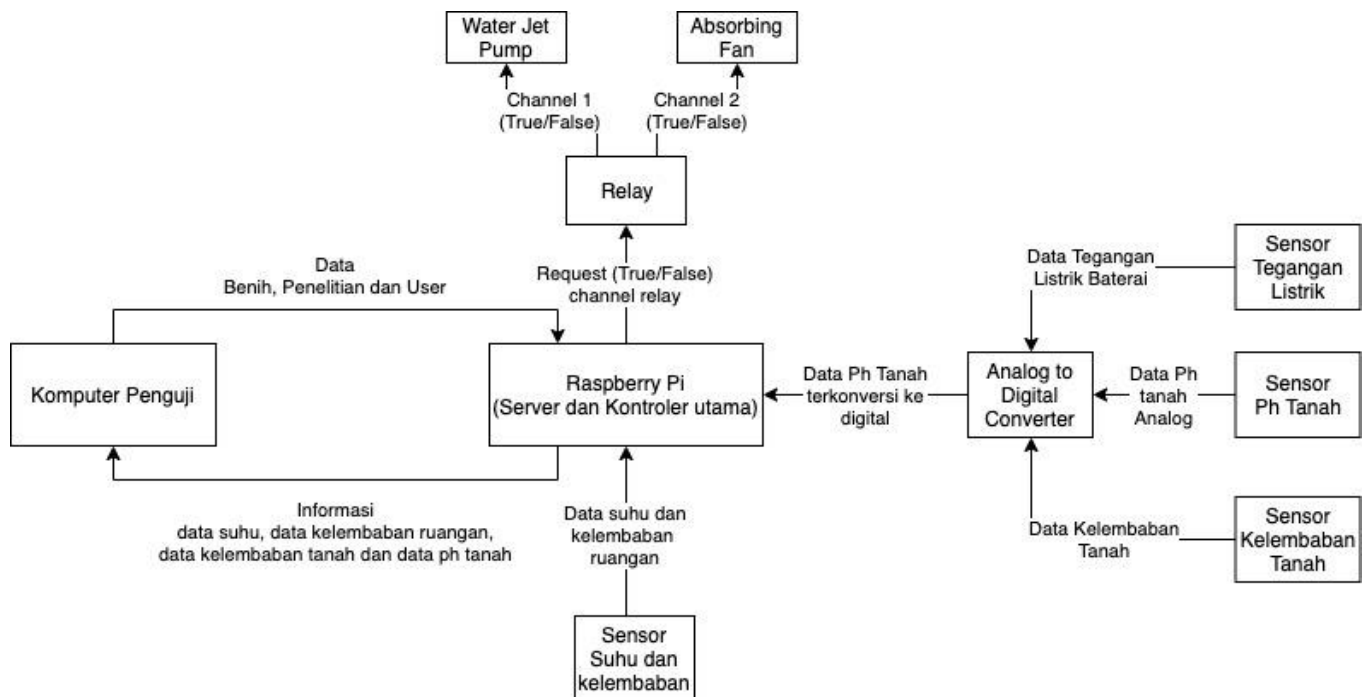 Water Jet
Pump
Absorbing
Fan
Channel 1
(True/False)
Channel 2
(True/False)
Relay
Data
Benih, Penelitian dan User
Request (True/False)
channel relay
Data Tegangan
Listrik Baterai
Sensor
Tegangan
Listrik
Komputer Penguji
Raspberry Pi
(Server dan Kontroler utama)
Data Ph Tanah
terkonversi ke
digital
Analog to
Digital
Converter
Data Ph
tanah
Analog
Sensor
Ph Tanah
Informasi
data suhu, data kelembaban ruangan,
data kelembaban tanah dan data ph tanah
Data suhu dan
kelembaban
ruangan
Data Kelembaban
Tanah
Sensor
Kelembaban
Tanah
Sensor
Suhu dan
kelembaban